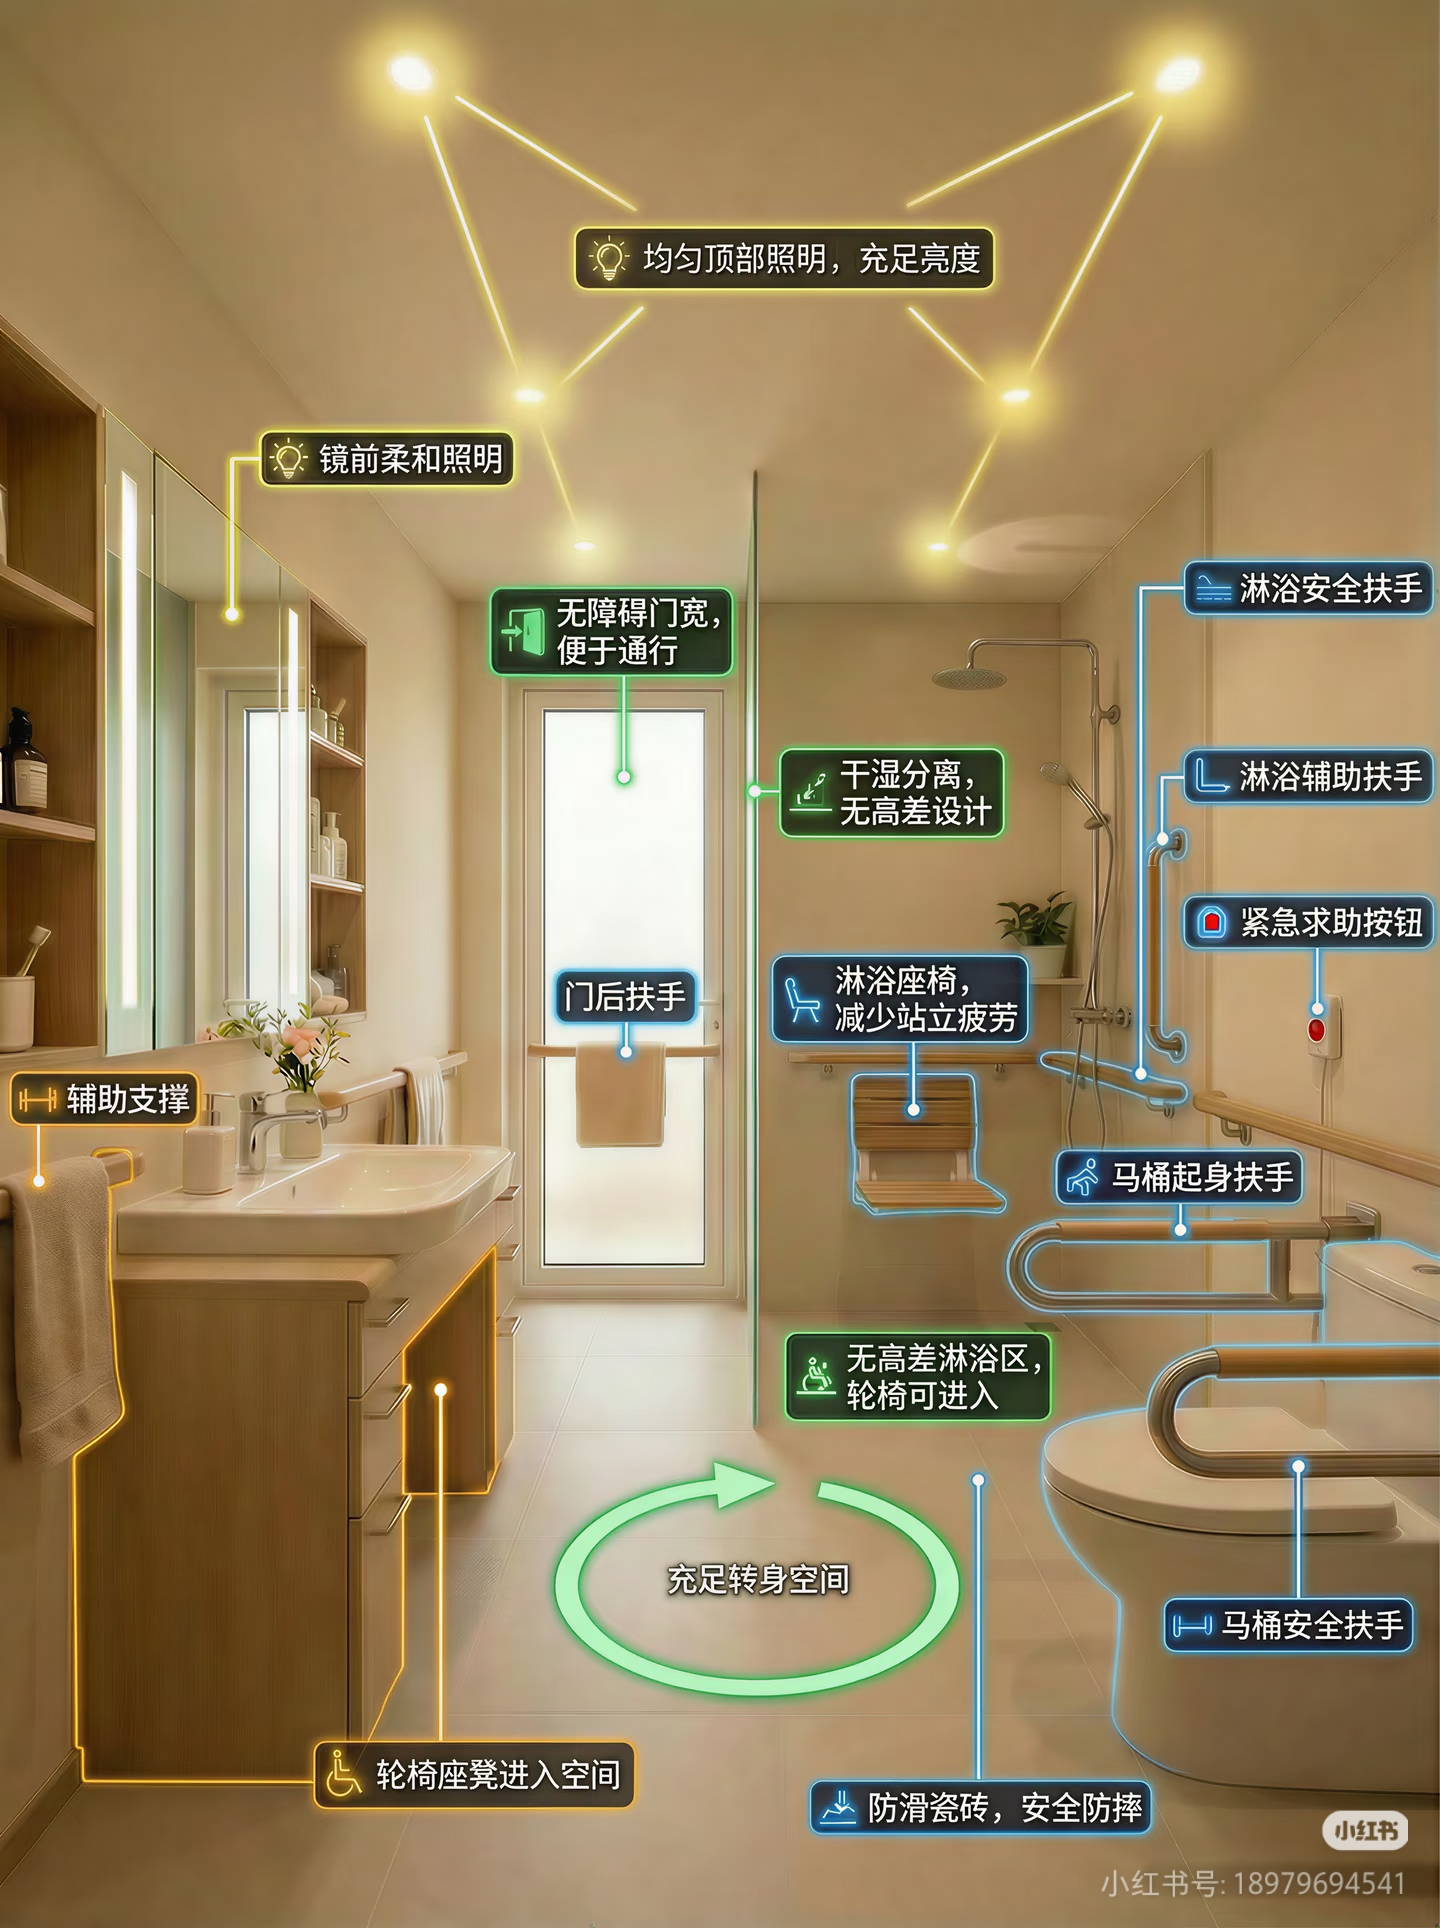 均匀顶部照明，充足亮度
镜前柔和照明
无障碍门宽，
便于通行
淋浴安全扶手
干湿分离，
无高差设计
淋浴辅助扶手
紧急求助按钮
门后扶手
淋浴座椅，
减少站立疲劳
辅助支撑
马桶起身扶手
无高差淋浴区，
轮椅可进入
充足转身空间
马桶安全扶手
轮椅座凳进入空间
防滑瓷砖，安全防摔
小红书
小红书号: 18979694541